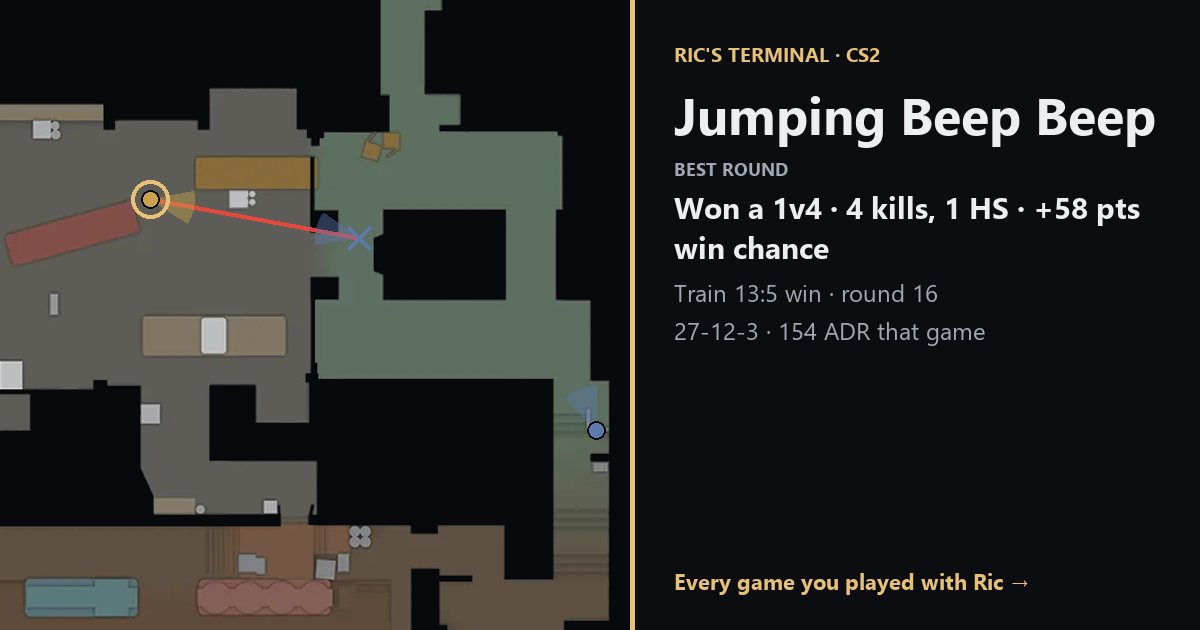 RIC'S TERMINAL · CS2
Jumping Beep Beep
BEST ROUND
Won a 1v4 · 4 kills, 1 HS · +58 pts
win chance
Train 13:5 win · round 16
27-12-3 · 154 ADR that game
Every game you played with Ric →